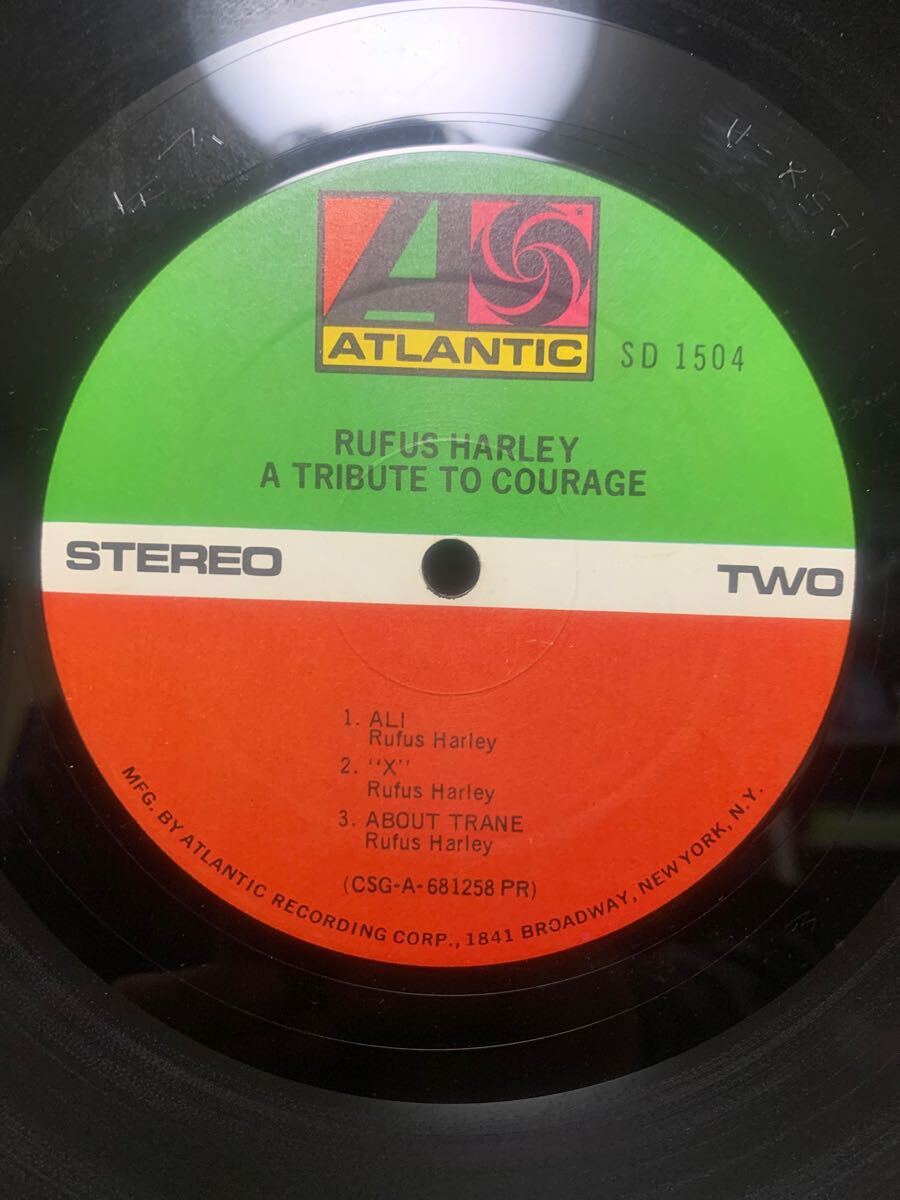 ATLANTIC
SD 1504
RUFUS HARLEY
A TRIBUTE TO COURAGE
STEREO
TWO
1. ALI
Rufus Harley
2. "X"
Rufus Harley
3. ABOUT TRANE
Rufus Harley
(CSG-A-681258 PR)
MFG. BY ATLANTIC RECORDING CORP., 1841 BROADWAY, NEW YORK, N.Y.